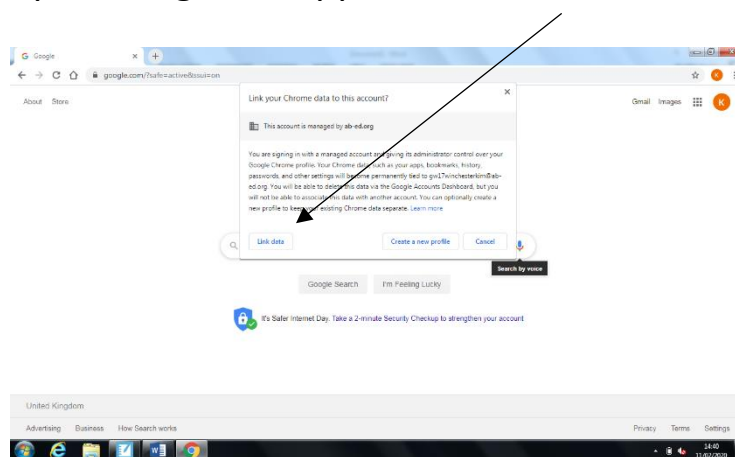 Google
google.com/?safe=active&ssui=on
About Store
Gmail Images
K
K
Link your Chrome data to this account?
This account is managed by ab-ed.org
You are signing in with a managed account and giving its administrator control over your
Google Chrome profile. Your Chrome data, such as your apps, bookmarks, history,
passwords, and other settings will become permanently tied to gw17winchesterkim@ab-
ed.org. You will be able to delete this data via the Google Accounts Dashboard, but you
will not be able to associate this data with another account. You can optionally create a
new profile to keep your existing Chrome data separate. Learn more
Link data
Create a new profile
Cancel
Search by voice
Google Search
I'm Feeling Lucky
It's Safer Internet Day. Take a 2-minute Security Checkup to strengthen your account
United Kingdom
Advertising Business How Search works
Privacy Terms Settings
14:40
11/02/2020